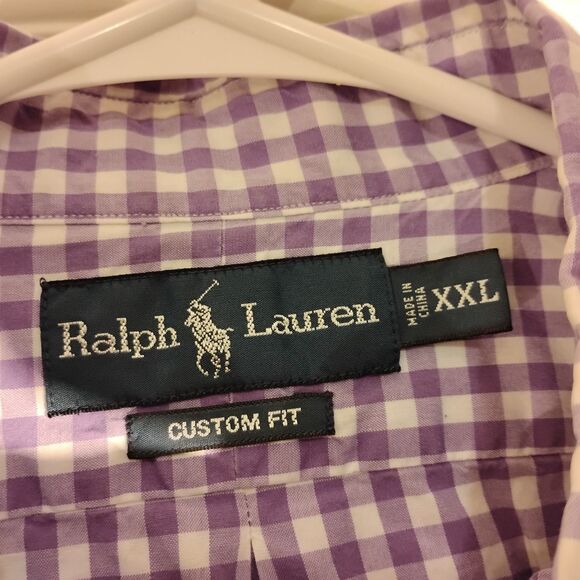 Ralph Lauren
MADE IN
CHINA
XXL
CUSTOM FIT